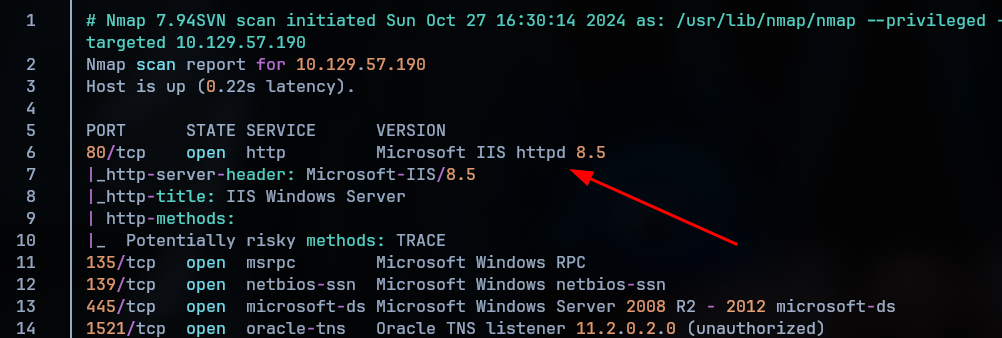 1 # Nmap 7.94SVN scan initiated Sun Oct 27 16:30:14 2024 as: /usr/lib/nmap/nmap --privileged -
targeted 10.129.57.190
2 Nmap scan report for 10.129.57.190
3 Host is up (0.22s latency).
4
5 PORT STATE SERVICE VERSION
6 80/tcp open http Microsoft IIS httpd 8.5
7 |_http-server-header: Microsoft-IIS/8.5
8 |_http-title: IIS Windows Server
9 | http-methods:
10 |_ Potentially risky methods: TRACE
11 135/tcp open msrpc Microsoft Windows RPC
12 139/tcp open netbios-ssn Microsoft Windows netbios-ssn
13 445/tcp open microsoft-ds Microsoft Windows Server 2008 R2 - 2012 microsoft-ds
14 1521/tcp open oracle-tns Oracle TNS listener 11.2.0.2.0 (unauthorized)